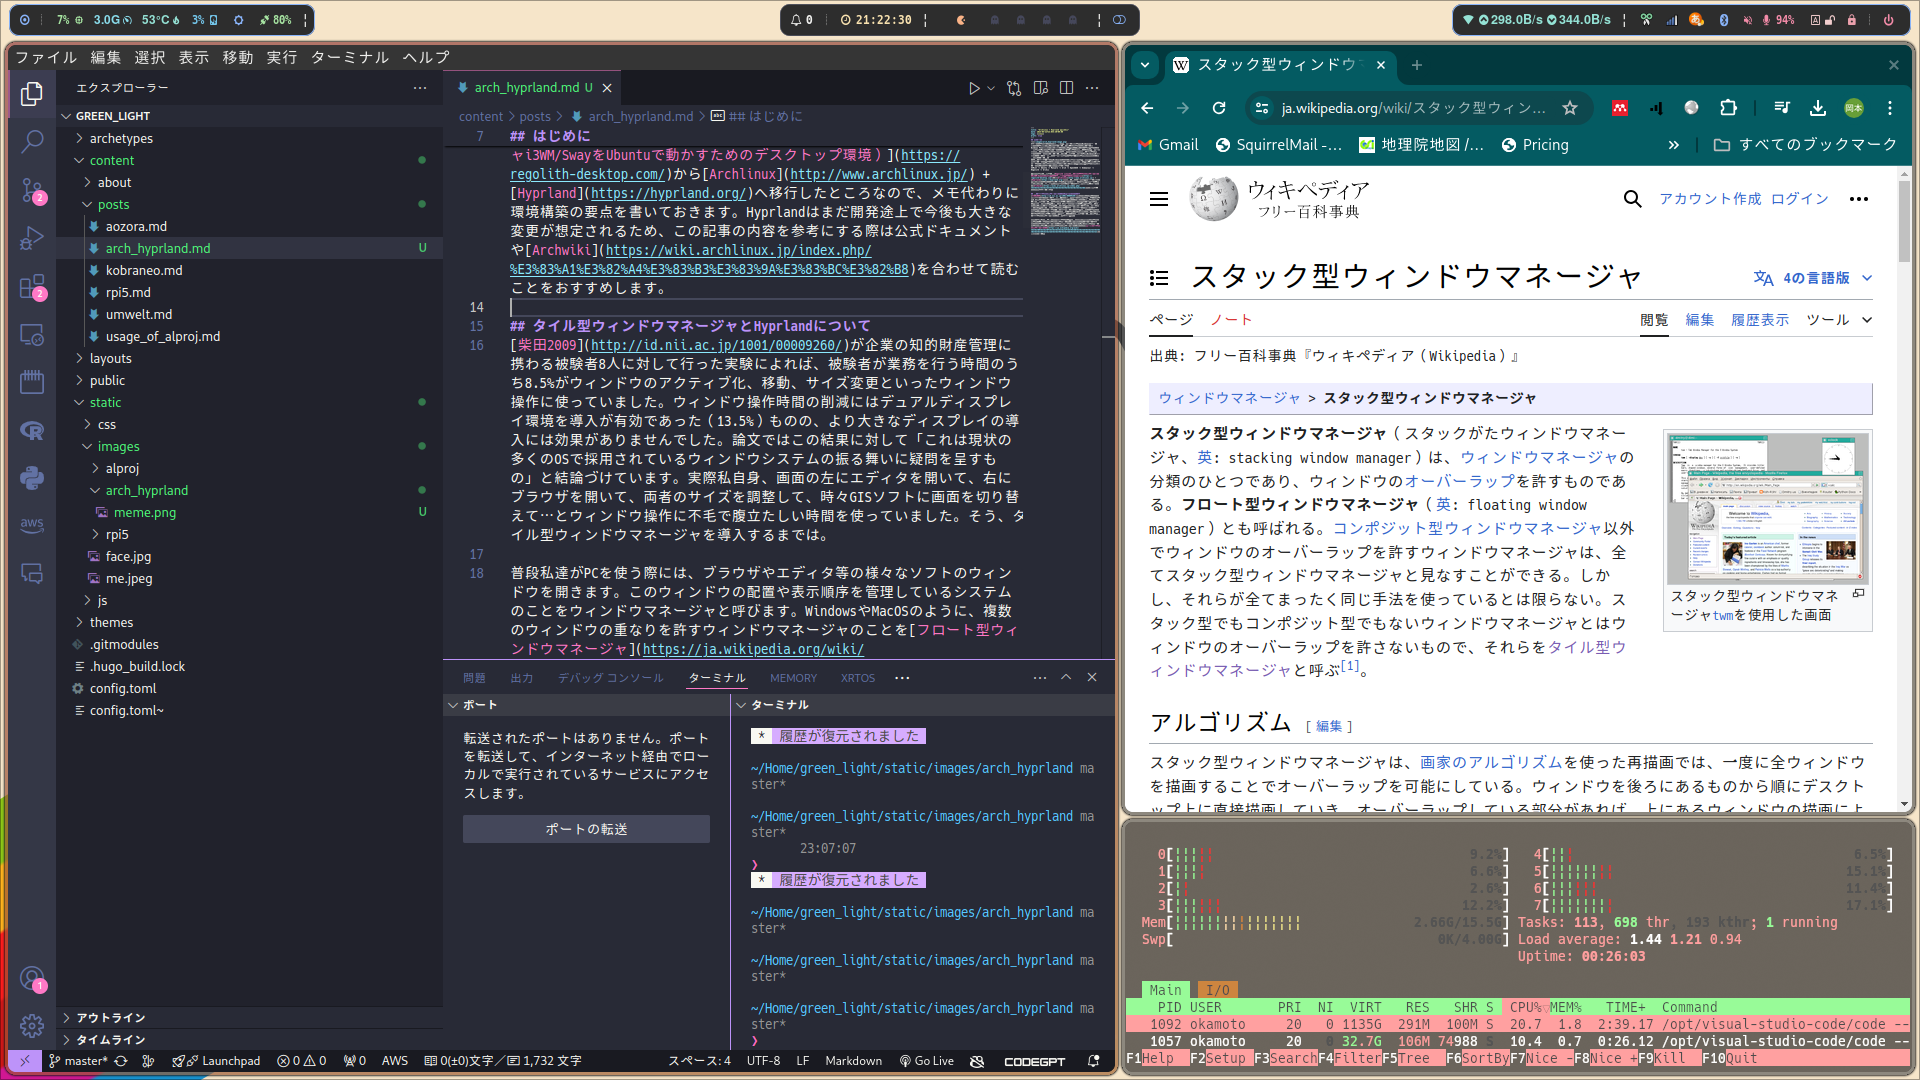 7% 3.0G 53°C 3% 80%
0 21:22:30
298.0B/s 344.0B/s 94%
ファイル 編集 選択 表示 移動 実行 ターミナル ヘルプ
エクスプローラー
GREEN_LIGHT
archetypes
content
about
posts
aozora.md
arch_hyprland.md U
kobraneo.md
rpi5.md
umwelt.md
usage_of_alproj.md
layouts
public
static
css
images
alproj
arch_hyprland
meme.png U
rpi5
face.jpg
me.jpeg
js
themes
.gitmodules
.hugo_build.lock
config.toml
config.toml~
アウトライン
タイムライン
2
2
aws
1
arch_hyprland.md U
content > posts > arch_hyprland.md > ## はじめに
7 ## はじめに
ャi3WM/SwayをUbuntuで動かすためのデスクトップ環境)](https://
regolith-desktop.com/)から[Archlinux](http://www.archlinux.jp/) +
[Hyprland](https://hyprland.org/)へ移行したところなので、メモ代わりに
環境構築の要点を書いておきます。Hyprlandはまだ開発途上で今後も大きな
変更が想定されるため、この記事の内容を参考にする際は公式ドキュメント
や[Archwiki](https://wiki.archlinux.jp/index.php/
%E3%83%A1%E3%82%A4%E3%83%B3%E3%83%9A%E3%83%BC%E3%82%B8)を合わせて読む
ことをおすすめします。
14
15 ## タイル型ウィンドウマネージャとHyprlandについて
16 [柴田2009](http://id.nii.ac.jp/1001/00009260/)が企業の知的財産管理に
携わる被験者8人に対して行った実験によれば、被験者が業務を行う時間のう
ち8.5%がウィンドウのアクティブ化、移動、サイズ変更といったウィンドウ
操作に使っていました。ウィンドウ操作時間の削減にはデュアルディスプレ
イ環境を導入が有効であった(13.5%)ものの、より大きなディスプレイの導
入には効果がありませんでした。論文ではこの結果に対して「これは現状の
多くのOSで採用されているウィンドウシステムの振る舞いに疑問を呈すも
の」と結論づけています。実際私自身、画面の左にエディタを開いて、右に
ブラウザを開いて、両者のサイズを調整して、時々GISソフトに画面を切り替
えて…とウィンドウ操作に不毛で腹立たしい時間を使っていました。そう、タ
イル型ウィンドウマネージャを導入するまでは。
17
18 普段私達がPCを使う際には、ブラウザやエディタ等の様々なソフトのウィン
ドウを開きます。このウィンドウの配置や表示順序を管理しているシステム
のことをウィンドウマネージャと呼びます。WindowsやMacOSのように、複数
のウィンドウの重なりを許すウィンドウマネージャのことを[フロート型ウィ
ンドウマネージャ](https://ja.wikipedia.org/wiki/
問題 出力 デバッグ コンソール ターミナル MEMORY XRTOS
ポート
転送されたポートはありません。ポート
を転送して、インターネット経由でロー
カルで実行されているサービスにアクセ
スします。
ポートの転送
ターミナル
* 履歴が復元されました
~/Home/green_light/static/images/arch_hyprland ma
ster*
~/Home/green_light/static/images/arch_hyprland ma
ster*
23:07:07
❯
* 履歴が復元されました
~/Home/green_light/static/images/arch_hyprland ma
ster*
~/Home/green_light/static/images/arch_hyprland ma
ster*
~/Home/green_light/static/images/arch_hyprland ma
ster*
❯
master* Launchpad 0 0 0 AWS 0(±0)文字/ 1,732 文字 スペース: 4 UTF-8 LF Markdown Go Live CODEGPT
スタック型ウィンドウ
ja.wikipedia.org/wiki/スタック型ウィン… 岡本
Gmail SquirrelMail -… 地理院地図 /… Pricing » すべてのブックマーク
ウィキペディア
フリー百科事典
アカウント作成 ログイン
スタック型ウィンドウマネージャ
4の言語版
ページ ノート 閲覧 編集 履歴表示 ツール
出典: フリー百科事典『ウィキペディア(Wikipedia)』
ウィンドウマネージャ > スタック型ウィンドウマネージャ
スタック型ウィンドウマネージャ(スタックがたウィンドウマネー
ジャ、英: stacking window manager)は、ウィンドウマネージャの
分類のひとつであり、ウィンドウのオーバーラップを許すものであ
る。フロート型ウィンドウマネージャ(英: floating window
manager)とも呼ばれる。コンポジット型ウィンドウマネージャ以外
でウィンドウのオーバーラップを許すウィンドウマネージャは、全
てスタック型ウィンドウマネージャと見なすことができる。しか
し、それらが全てまったく同じ手法を使っているとは限らない。ス
タック型でもコンポジット型でもないウィンドウマネージャとはウ
ィンドウのオーバーラップを許さないもので、それらをタイル型ウ
ィンドウマネージャと呼ぶ[1]。
スタック型ウィンドウマネ
ージャtwmを使用した画面
アルゴリズム [ 編集 ]
スタック型ウィンドウマネージャは、画家のアルゴリズムを使った再描画では、一度に全ウィンドウ
を描画することでオーバーラップを可能にしている。ウィンドウを後ろにあるものから順にデスクト
ップ上に直接描画していき、オーバーラップしている部分があれば、上にあるウィンドウの描画によ
0[ 9.2%] 4[ 6.5%]
1[ 6.6%] 5[ 15.1%]
2[ 2.6%] 6[ 11.4%]
3[ 12.2%] 7[ 17.1%]
Mem[ 2.66G/15.5G] Tasks: 113, 698 thr, 193 kthr; 1 running
Swp[ 0K/4.00G] Load average: 1.44 1.21 0.94
Uptime: 00:26:03
Main I/O
PID USER PRI NI VIRT RES SHR S CPU%▽MEM% TIME+ Command
1092 okamoto 20 0 1135G 291M 100M S 20.7 1.8 2:39.17 /opt/visual-studio-code/code --
1057 okamoto 20 0 32.7G 106M 74988 S 10.4 0.7 0:26.12 /opt/visual-studio-code/code --
F1Help F2Setup F3SearchF4FilterF5Tree F6SortByF7Nice -F8Nice +F9Kill F10Quit